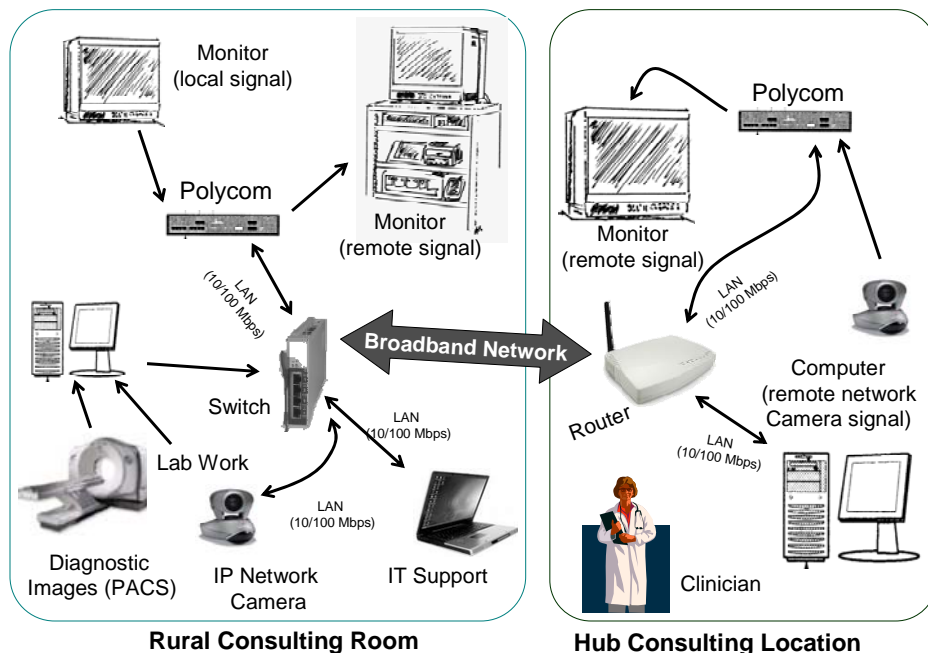 Monitor
(local signal)
Polycom
Monitor
(remote signal)
LAN
(10/100 Mbps)
Switch
Lab Work
LAN
(10/100 Mbps)
LAN
(10/100 Mbps)
Diagnostic
Images (PACS)
IP Network
Camera
IT Support
Rural Consulting Room
Broadband Network
Polycom
Monitor
(remote signal)
LAN
(10/100 Mbps)
Computer
(remote network
Camera signal)
Router
LAN
(10/100 Mbps)
Clinician
Hub Consulting Location